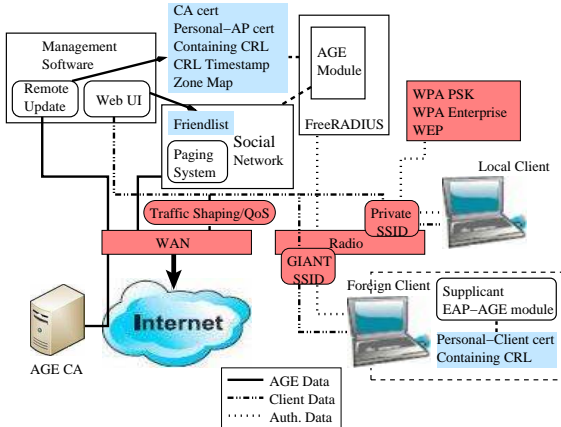 Management
Software
Remote
Update
Web UI
CA cert
Personal–AP cert
Containing CRL
CRL Timestamp
Zone Map
AGE
Module
FreeRADIUS
Friendlist
Paging
System
Social
Network
WPA PSK
WPA Enterprise
WEP
Local Client
Traffic Shaping/QoS
Private
SSID
WAN
Radio
GIANT
SSID
Internet
AGE CA
Foreign Client
Supplicant
EAP–AGE module
Personal–Client cert
Containing CRL
AGE Data
Client Data
Auth. Data